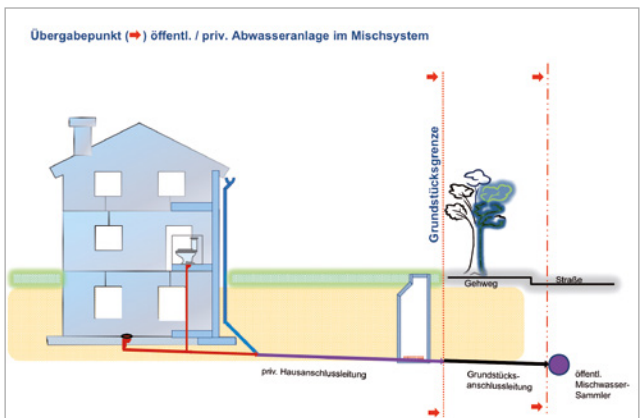 Übergabepunkt (➡) öffentl. / priv. Abwasseranlage im Mischsystem
Grundstücksgrenze
Gehweg
Straße
priv. Hausanschlussleitung
Grundstücks-
anschlussleitung
öffentl.
Mischwasser-
Sammler